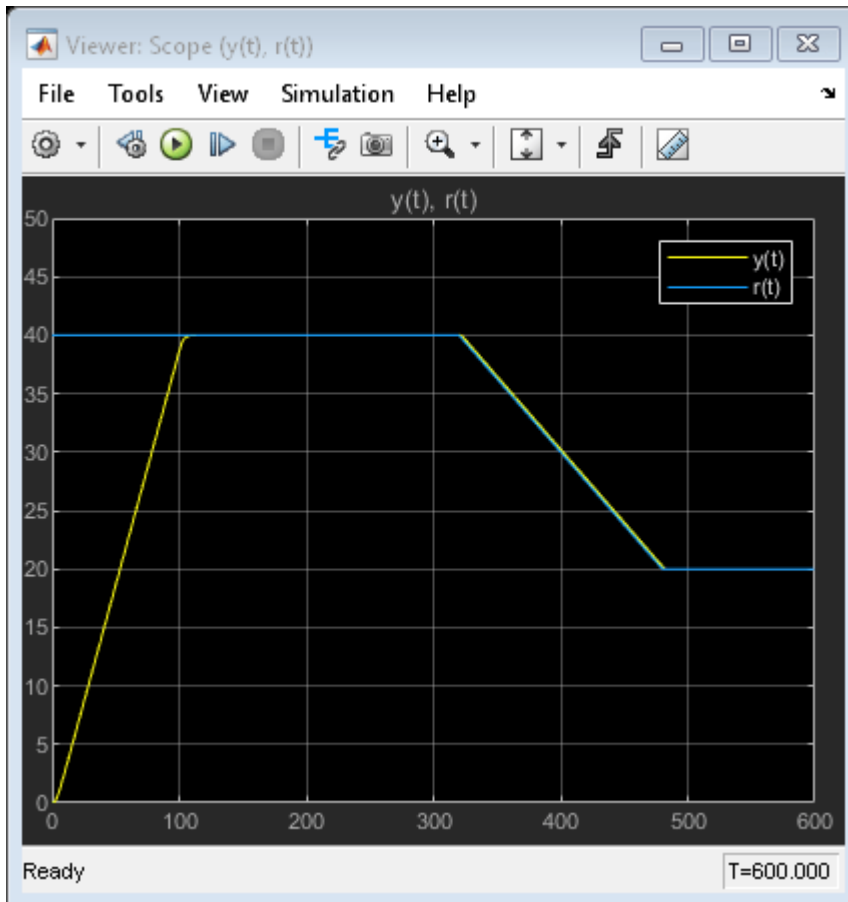 Viewer: Scope (y(t), r(t))
File Tools View Simulation Help
y(t), r(t)
50
45
40
35
30
25
20
15
10
5
0
y(t)
r(t)
0 100 200 300 400 500 600
Ready T=600.000